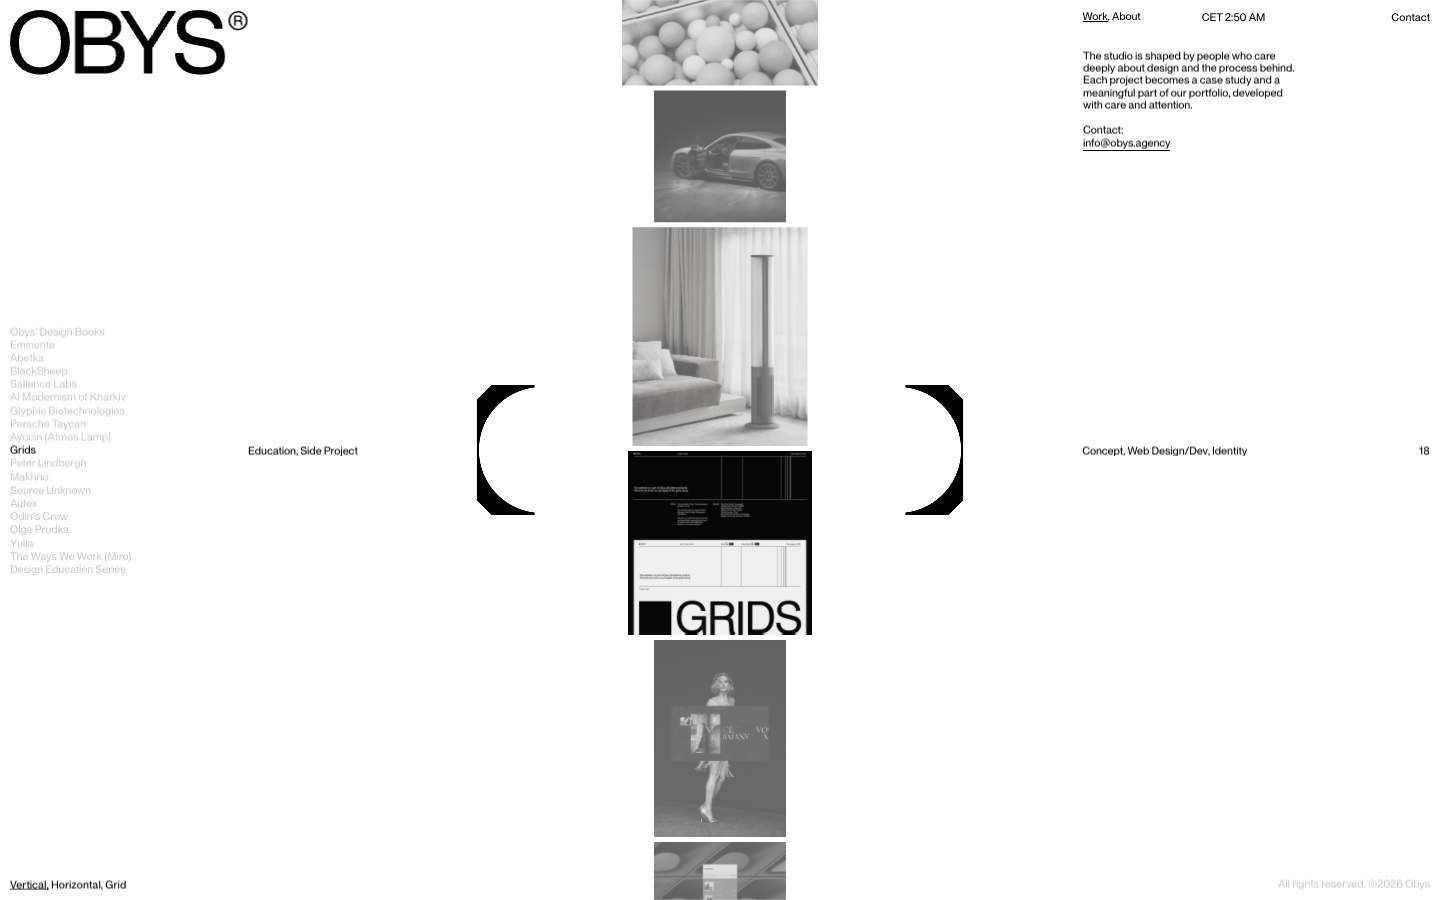 OBYS®
Work, About
CET 2:50 AM
Contact
The studio is shaped by people who care
deeply about design and the process behind.
Each project becomes a case study and a
meaningful part of our portfolio, developed
with care and attention.
Contact:
info@obys.agency
Obys' Design Books
Eminente
Abetka
BlackSheep
Salience Labs
AI Modernism of Kharkiv
Glyphic Biotechnologies
Porsche Taycan
Ayocin (Atmos Lamp)
Grids
Education, Side Project
Concept, Web Design/Dev, Identity
18
Peter Lindbergh
Makhno
Source Unknown
Autex
Odin's Crow
Olga Prudka
Yulia
The Ways We Work (Miro)
Design Education Series
GRIDS
Vertical, Horizontal, Grid
All rights reserved. ©2026 Obys